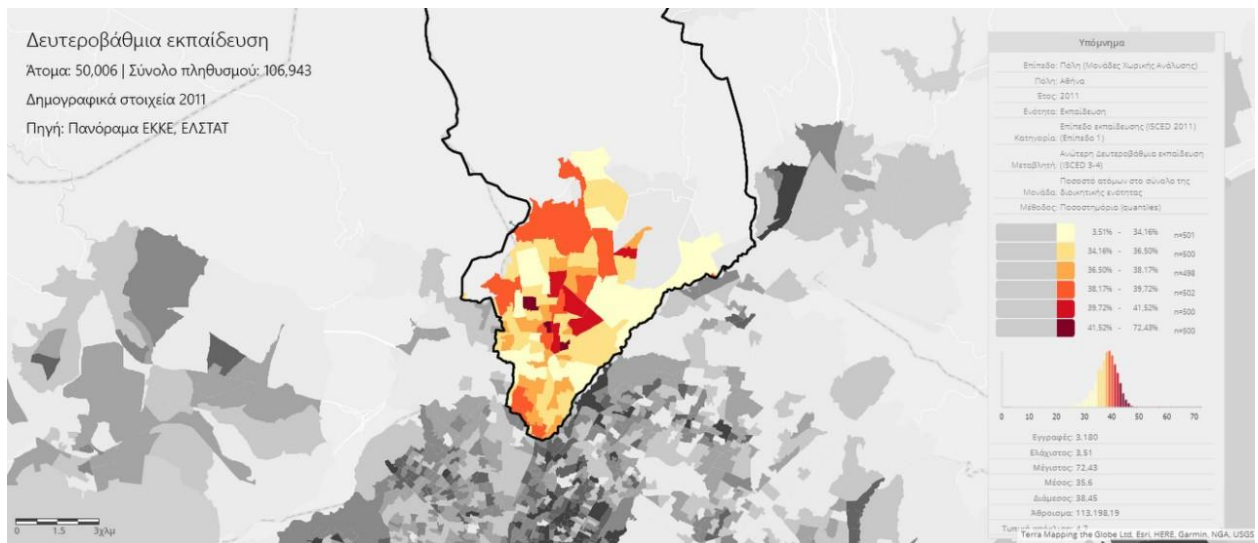 Δευτεροβάθμια εκπαίδευση
Άτομα: 50,006 | Σύνολο πληθυσμού: 106,943
Δημογραφικά στοιχεία 2011
Πηγή: Πανόραμα ΕΚΚΕ, ΕΛΣΤΑΤ
Υπόμνημα
Επίπεδο: Πόλη (Μονάδες Χωρικής Ανάλυσης)
Πόλη: Αθήνα
Έτος: 2011
Ενότητα: Εκπαίδευση
Επίπεδο εκπαίδευσης (ISCED 2011)
Κατηγορία: (Επίπεδο 1)
Ανώτερη Δευτεροβάθμια εκπαίδευση
Μεταβλητή: (ISCED 3-4)
Ποσοστό ατόμων στο σύνολο της
Μονάδα: διοικητικής ενότητας
Μέθοδος: Ποσοστημόρια (quantiles)
3.51% - 34.16% n=501
34.16% - 36.50% n=500
36.50% - 38.17% n=498
38.17% - 39.72% n=502
39.72% - 41.52% n=500
41.52% - 72.43% n=500
0 10 20 30 40 50 60 70
Εγγραφές: 3,180
Ελάχιστος: 3,51
Μέγιστος: 72,43
Μέσος: 35,6
Διάμεσος: 38,45
Άθροισμα: 113.198,19
0 1.5 3χλμ
Terra Mapping the Globe Ltd, Esri, HERE, Garmin, NGA, USGS